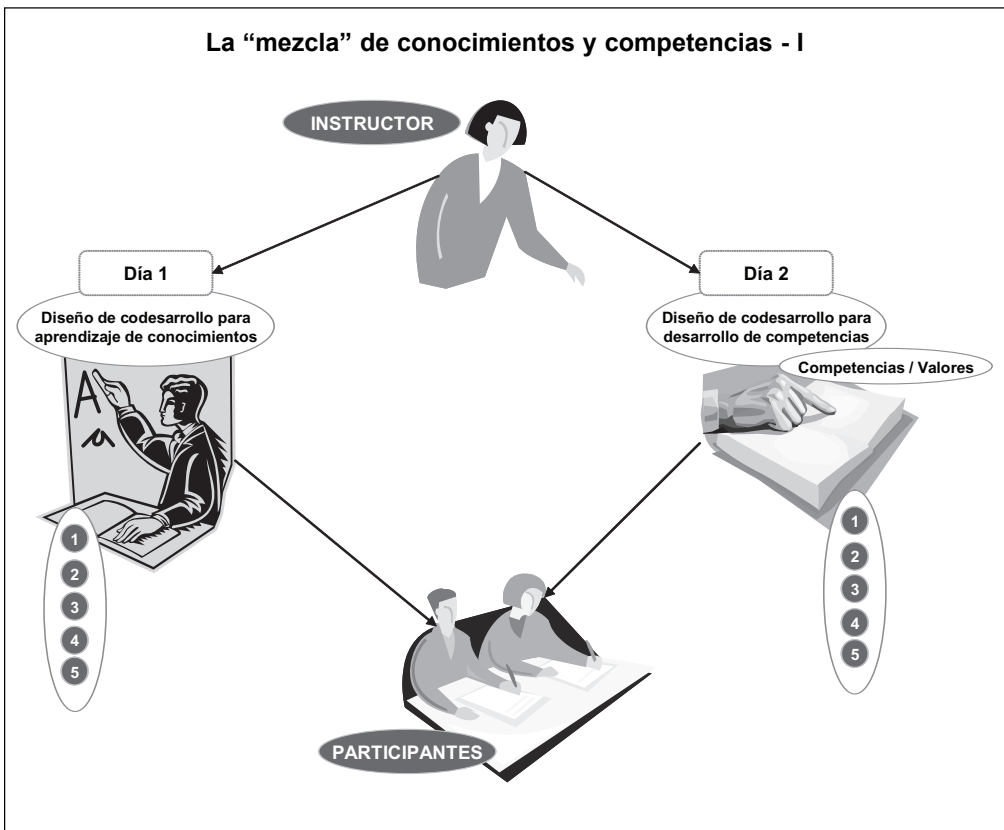 La “mezcla” de conocimientos y competencias - I
INSTRUCTOR
Día 1
Diseño de codesarrollo para
aprendizaje de conocimientos
A
1
2
3
4
5
Día 2
Diseño de codesarrollo para
desarrollo de competencias
Competencias / Valores
1
2
3
4
5
PARTICIPANTES